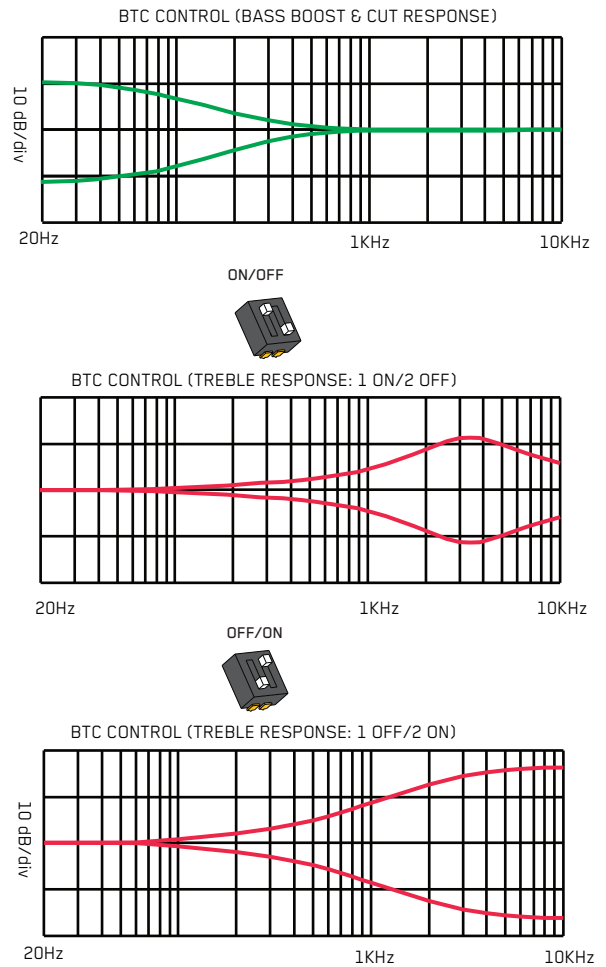 BTC CONTROL (BASS BOOST & CUT RESPONSE)
10 dB/div
20Hz 1KHz 10KHz
ON/OFF
BTC CONTROL (TREBLE RESPONSE: 1 ON/2 OFF)
20Hz 1KHz 10KHz
OFF/ON
BTC CONTROL (TREBLE RESPONSE: 1 OFF/2 ON)
10 dB/div
20Hz 1KHz 10KHz